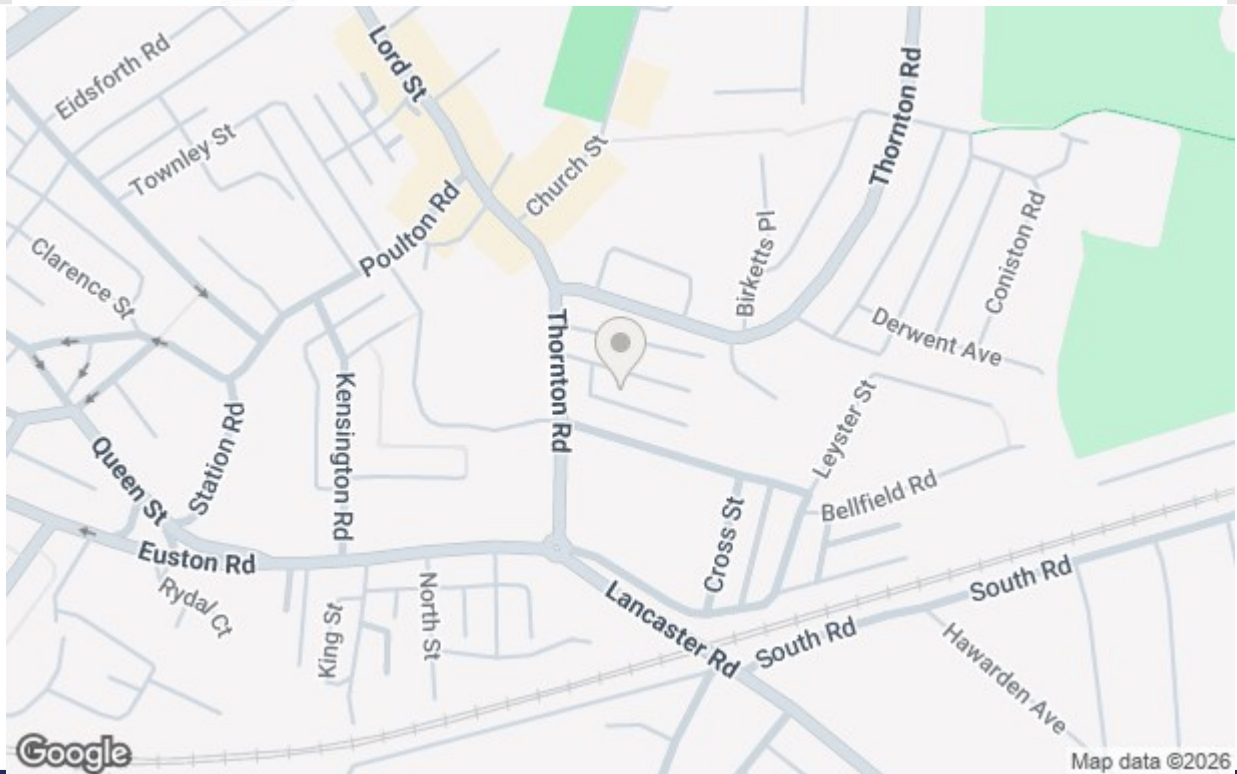 Eidsforth Rd
Lord St
Thornton Rd
Townley St
Church St
Poulton Rd
Birketts Pl
Coniston Rd
Clarence St
Derwent Ave
Thornton Rd
Kensington Rd
Station Rd
Leyster St
Queen St
Bellfield Rd
Cross St
Euston Rd
Rydal Ct
King St
North St
Lancaster Rd
South Rd
South Rd
Hawarden Ave
Google
Map data ©2026